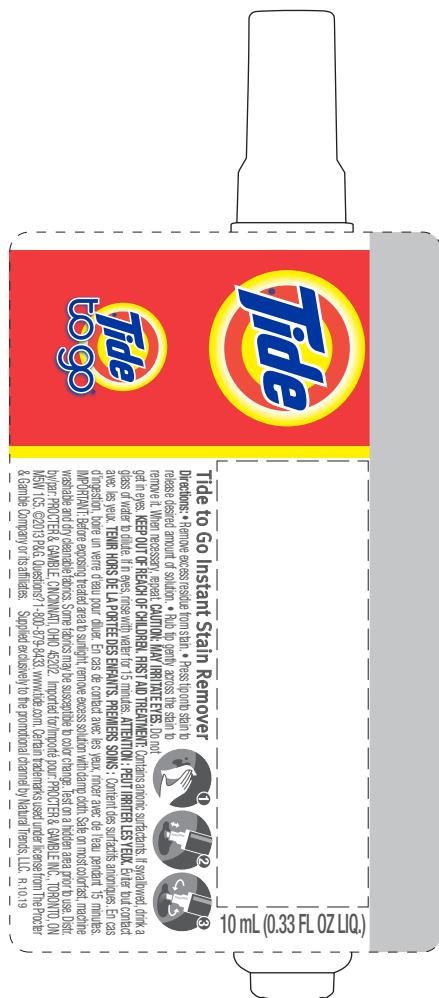 Tide
Tide
to go
Tide to Go Instant Stain Remover
Directions: • Remove excess residue from stain. • Press tip onto stain to
release desired amount of solution. • Rub tip gently across the stain to
remove it. When necessary, repeat. CAUTION: MAY IRRITATE EYES. Do not
get in eyes. KEEP OUT OF REACH OF CHILDREN. FIRST AID TREATMENT: Contains anionic surfactants. If swallowed, drink a
glass of water to dilute. If in eyes, rinse with water for 15 minutes. ATTENTION : PEUT IRRITER LES YEUX. Éviter tout contact
avec les yeux. TENIR HORS DE LA PORTÉE DES ENFANTS. PREMIERS SOINS : Contient des surfactifs anioniques. En cas
d'ingestion, boire un verre d'eau pour diluer. En cas de contact avec les yeux, rincer avec de l'eau pendant 15 minutes.
IMPORTANT: Before exposing treated area to sunlight, remove excess solution with damp cloth. Safe on most colorfast, machine
washable and dry cleanable fabrics. Some fabrics may be susceptible to color change. Test on a hidden area prior to use. Distr.
by/par: PROCTER & GAMBLE, CINCINNATI, OHIO 45202. Imported for/Importé pour: PROCTER & GAMBLE INC., TORONTO, ON
M5W 1C5. ©2013 P&G. Questions? 1-800-879-8433. www.tide.com. Certain trademarks used under license from The Procter
& Gamble Company or its affiliates. Supplied exclusively to the promotional channel by Natural Trends, LLC. R.10.19
1
2
3
10 mL (0.33 FL OZ LIQ.)